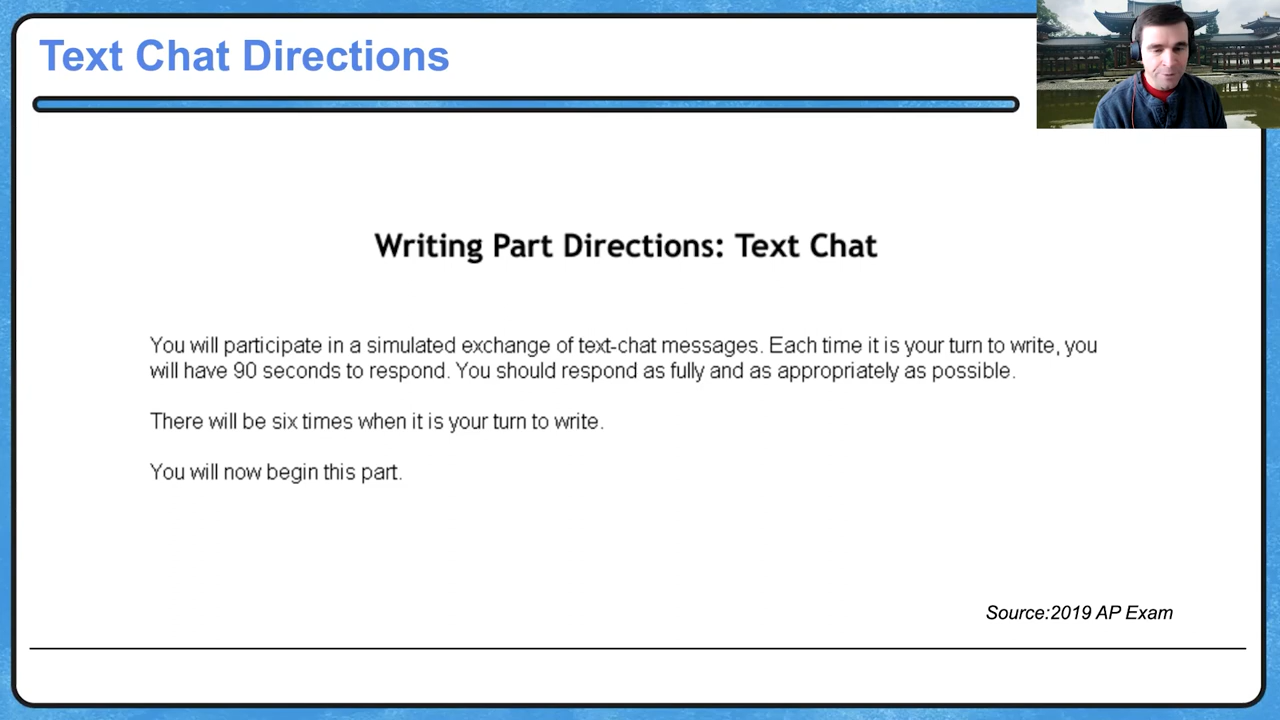 Text Chat Directions
Writing Part Directions: Text Chat
You will participate in a simulated exchange of text-chat messages. Each time it is your turn to write, you
will have 90 seconds to respond. You should respond as fully and as appropriately as possible.
There will be six times when it is your turn to write.
You will now begin this part.
Source:2019 AP Exam